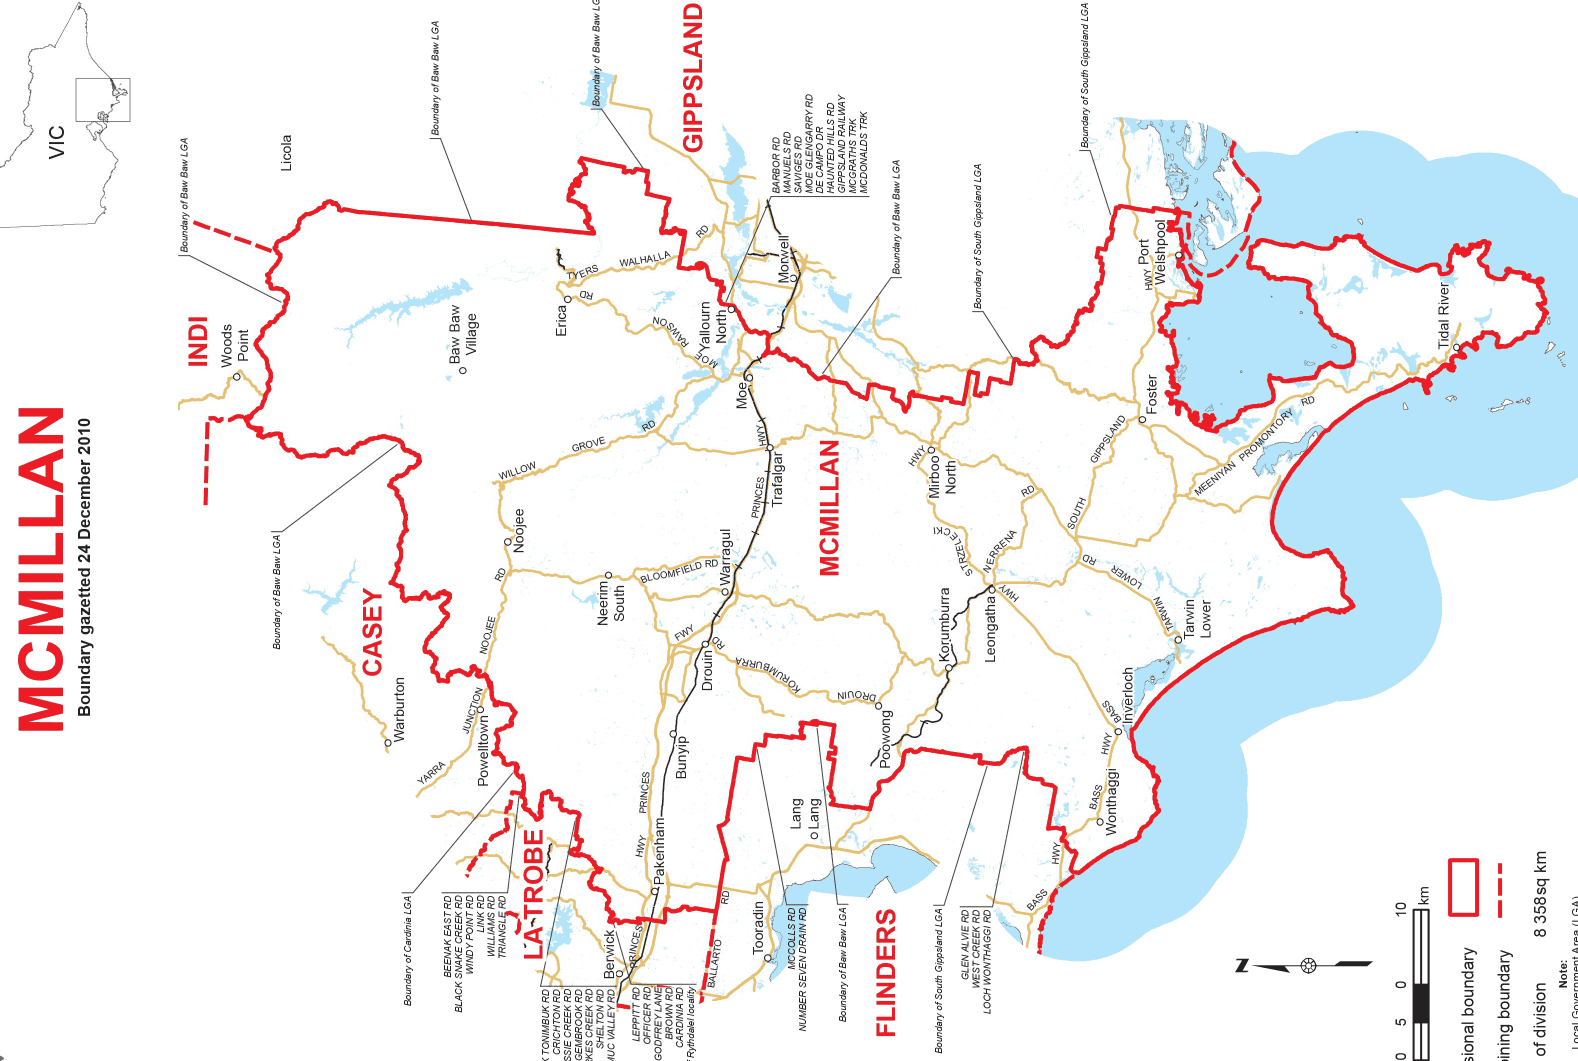 MCMILLAN
Boundary gazetted 24 December 2010
VIC
Licola
Boundary of Baw Baw LGA
Boundary of Baw Baw LGA
Boundary of Baw Baw LGA
GIPPSLAND
INDI
Woods
Point
Baw Baw
Village
Erica
TYERS
WALHALLA
RD
RD
RAWSON
MOE
Yallourn
North
Morwell
BARBOR RD
MANUELS RD
SAVIGES RD
MOE GLENGARRY RD
DE CAMPO DR
HAUNTED HILLS RD
GIPPSLAND RAILWAY
MCGRATHS TRK
MCDONALDS TRK
Boundary of Baw Baw LGA
Boundary of South Gippsland LGA
Boundary of South Gippsland LGA
HWY
Port
Welshpool
Tidal River
Foster
MEENIYAN
PROMONTORY
RD
GIPPSLAND
SOUTH
Moe
HWY
Trafalgar
PRINCES
WILLOW
GROVE
RD
MCMILLAN
HWY
Mirboo
North
STRZELECKI
NERRENA
RD
Boundary of Baw Baw LGA
CASEY
Warburton
Noojee
RD
NOOJEE
JUNCTION
YARRA
Powelltown
Neerim
South
BLOOMFIELD RD
Warragul
FWY
Drouin
RD
KORUMBURRA
DROUIN
Poowong
Korumburra
Leongatha
HWY
RD
LOWER
TARWIN
Tarwin
Lower
Inverloch
BASS
HWY
BASS
Wonthaggi
HWY
BASS
Bunyip
PRINCES
HWY
Pakenham
Lang
Lang
LA TROBE
Boundary of Cardinia LGA
BEENAK EAST RD
BLACK SNAKE CREEK RD
WINDY POINT RD
LINK RD
WILLIAMS RD
TRIANGLE RD
TONIMBUK RD
CRICHTON RD
SSIE CREEK RD
GEMBROOK RD
KES CREEK RD
SHELTON RD
MUC VALLEY RD
Berwick
PRINCES
LEPPITT RD
OFFICER RD
GODFREY LANE
BROWN RD
CARDINIA RD
Rythdale locality
BALLARTO
RD
Tooradin
MCCOLLS RD
NUMBER SEVEN DRAIN RD
Boundary of Baw Baw LGA
FLINDERS
Boundary of South Gippsland LGA
GLEN ALVIE RD
WEST CREEK RD
LOCH WONTHAGGI RD
N
0 5 0 10
km
sional boundary
ining boundary
of division 8 358sq km
Note:
Local Government Area (LGA)